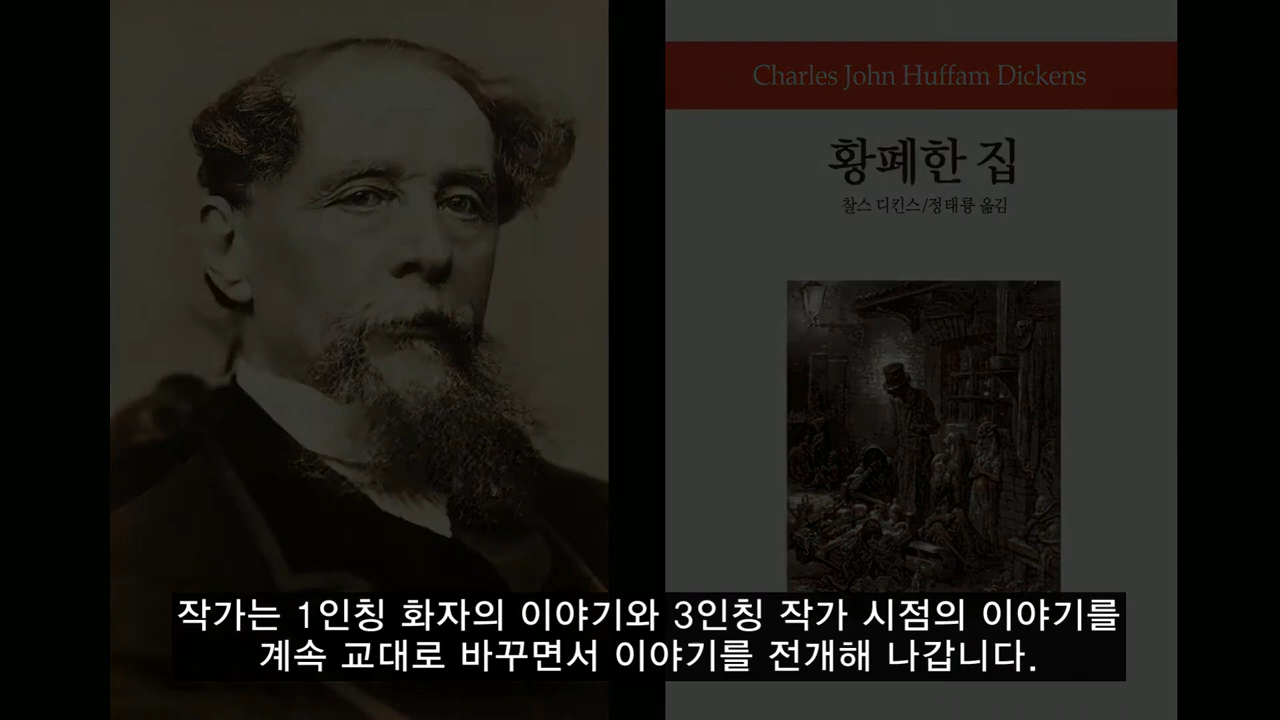 Charles John Huffam Dickens
황폐한 집
찰스 디킨스/정태륭 옮김
작가는 1인칭 화자의 이야기와 3인칭 작가 시점의 이야기를
계속 교대로 바꾸면서 이야기를 전개해 나갑니다.